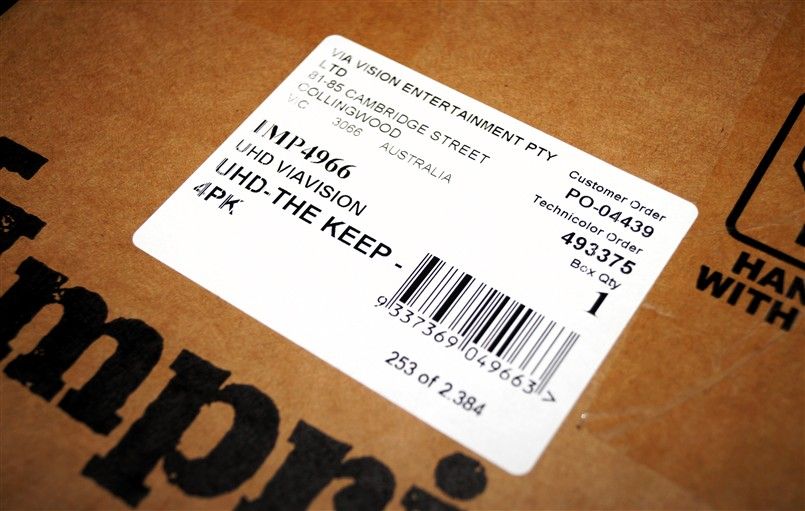 VIA VISION ENTERTAINMENT PTY
LTD
81-85 CAMBRIDGE STREET
COLLINGWOOD
VIC 3066 AUSTRALIA
IMP4966
UHD VIAVISION
UHD-THE KEEP -
4PK
Customer Order
PO-04439
Technicolor Order
493375
Box Qty
1
9 337369 049663 >
253 of 2,384
HAN
WITH
Impri